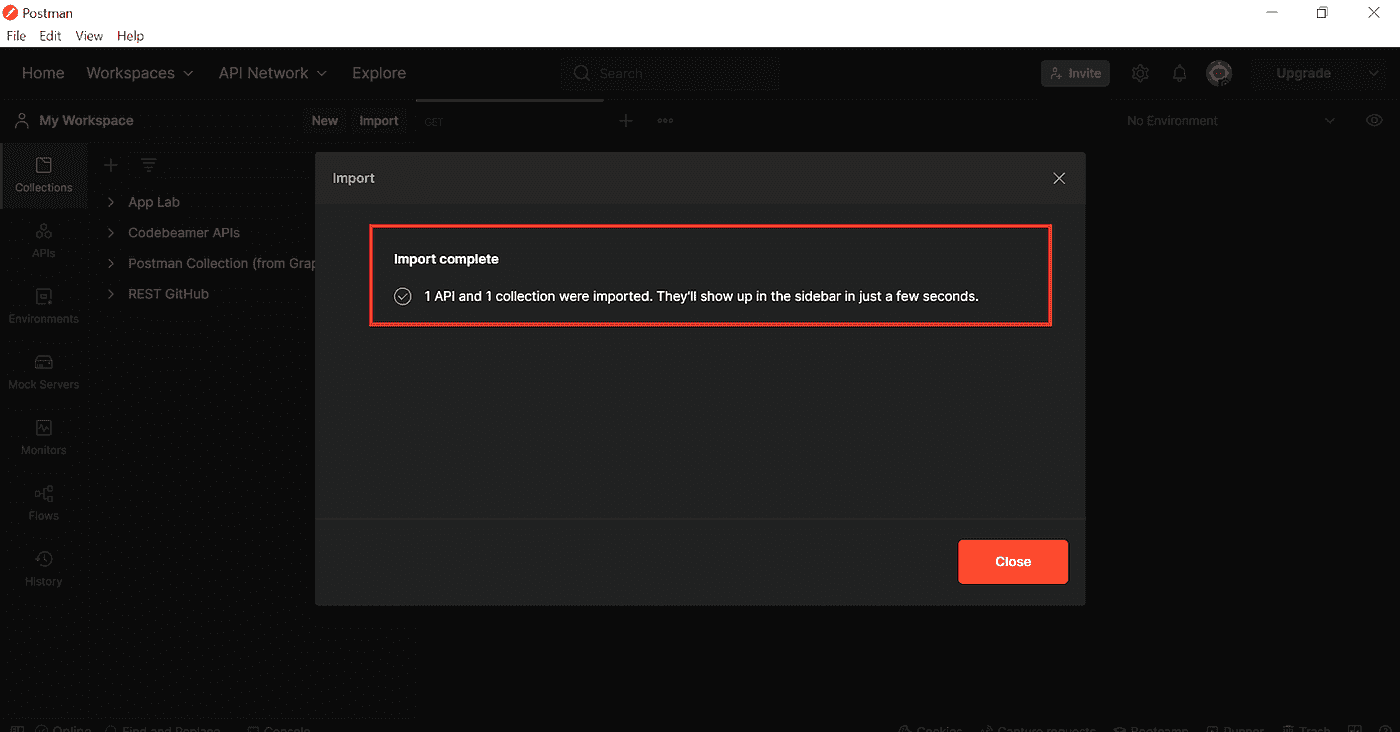 Postman
File Edit View Help
Home Workspaces API Network Explore Search Invite Upgrade
My Workspace New Import GET No Environment
Collections
App Lab
APIs
Codebeamer APIs
Postman Collection (from Grap
Environments
REST GitHub
Mock Servers
Monitors
Flows
History
Import
Import complete
1 API and 1 collection were imported. They'll show up in the sidebar in just a few seconds.
Close
Online Find and Replace Console Cookies Capture requests Bootcamp Runner Trash